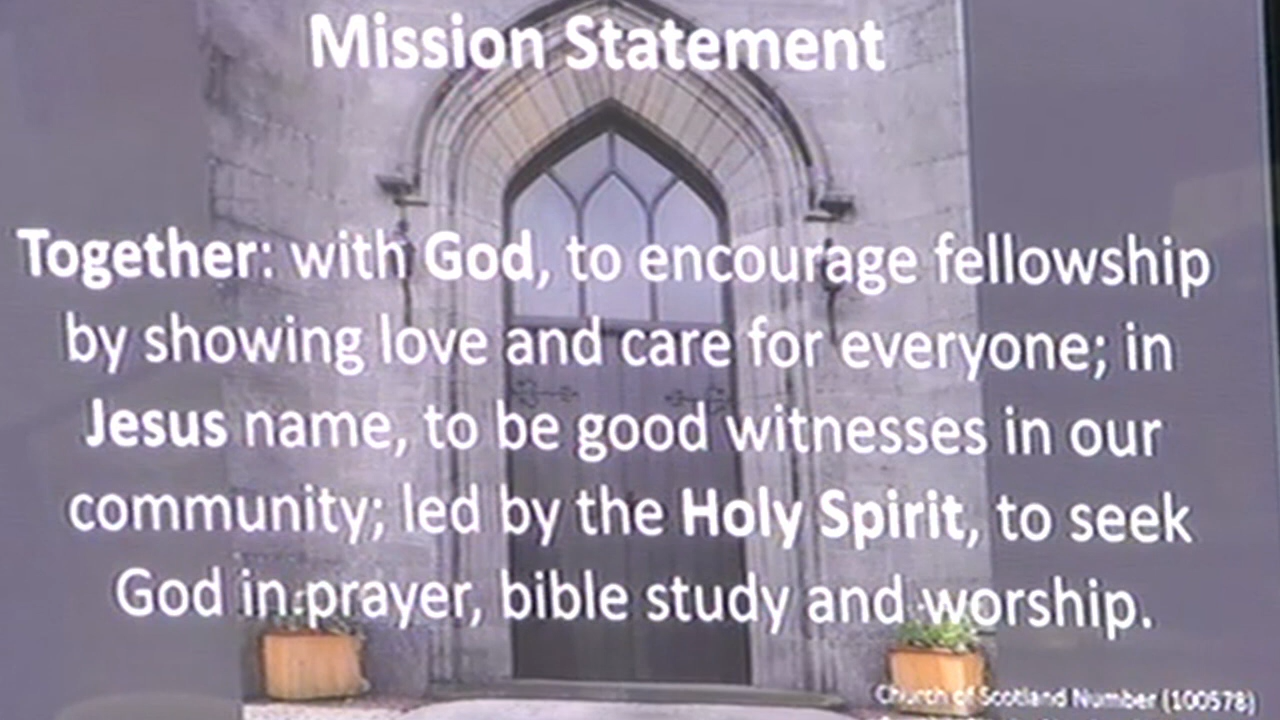 Mission Statement
Together: with God, to encourage fellowship
by showing love and care for everyone; in
Jesus name, to be good witnesses in our
community; led by the Holy Spirit, to seek
God in prayer, bible study and worship.
Church of Scotland Number (100578)